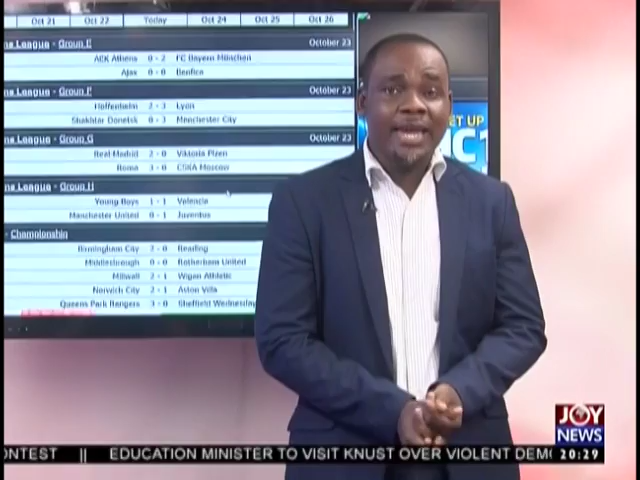 Oct 21 Oct 22 Today Oct 24 Oct 25 Oct 26
League - Group E October 23
AEK Athens 0 - 2 FC Bayern München
Ajax 0 - 0 Benfica
League - Group F October 23
Hoffenheim 2 - 3 Lyon
Shakhtar Donetsk 0 - 3 Manchester City
League - Group G October 23
Real Madrid 2 - 0 Viktoria Plzen
Roma 3 - 0 CSKA Moscow
League - Group H
Young Boys 1 - 1 Valencia
Manchester United 0 - 1 Juventus
- Championship
Birmingham City 2 - 0 Reading
Middlesbrough 0 - 0 Rotherham United
Millwall 2 - 1 Wigan Athletic
Norwich City 2 - 1 Aston Villa
Queens Park Rangers 3 - 0 Sheffield Wednesday
ET UP
JOY
NEWS
20:29
ONTEST || EDUCATION MINISTER TO VISIT KNUST OVER VIOLENT DEM